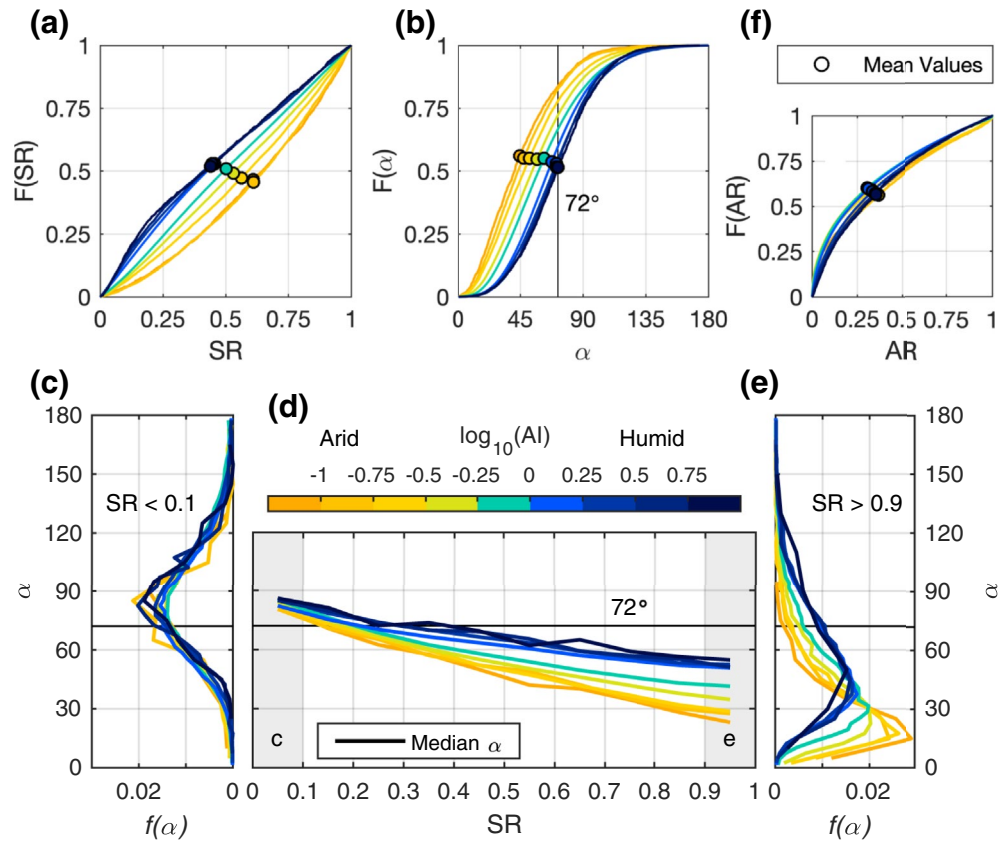 (a)
1
0.75
0.5
0.25
0
F(SR)
0 0.25 0.5 0.75 1
SR
(b)
1
0.75
0.5
0.25
0
F(α)
72°
0 45 90 135 180
α
(f)
Mean Values
1
0.75
0.5
0.25
0
F(AR)
0 0.25 0.5 0.75 1
AR
(c)
180
150
120
90
60
30
0
α
SR < 0.1
0.02 0
f(α)
(d)
Arid log10(AI) Humid
-1 -0.75 -0.5 -0.25 0 0.25 0.5 0.75
72°
c
Median α
e
0 0.1 0.2 0.3 0.4 0.5 0.6 0.7 0.8 0.9 1
SR
(e)
SR > 0.9
180
150
120
90
60
30
0
α
0 0.02
f(α)